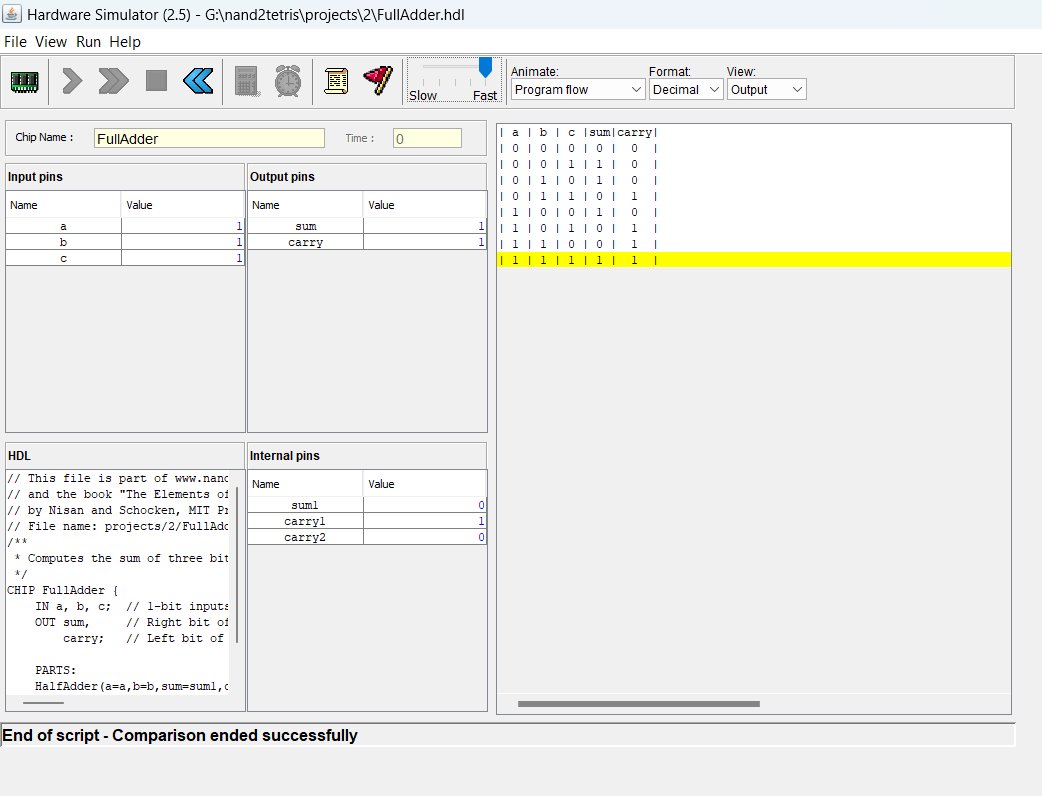 Hardware Simulator (2.5) - G:\nand2tetris\projects\2\FullAdder.hdl
File View Run Help
Slow Fast
Animate: Format: View:
Program flow Decimal Output
Chip Name : FullAdder Time : 0
Input pins
Name Value
a 1
b 1
c 1
Output pins
Name Value
sum 1
carry 1
HDL
// This file is part of www.nand
// and the book "The Elements of
// by Nisan and Schocken, MIT Pr
// File name: projects/2/FullAdd
/**
 * Computes the sum of three bit
 */
CHIP FullAdder {
    IN a, b, c;  // 1-bit inputs
    OUT sum,     // Right bit of
        carry;   // Left bit of

    PARTS:
    HalfAdder(a=a,b=b,sum=sum1,c
Internal pins
Name Value
sum1 0
carry1 1
carry2 0
| a | b | c |sum|carry|
| 0 | 0 | 0 | 0 |  0  |
| 0 | 0 | 1 | 1 |  0  |
| 0 | 1 | 0 | 1 |  0  |
| 0 | 1 | 1 | 0 |  1  |
| 1 | 0 | 0 | 1 |  0  |
| 1 | 0 | 1 | 0 |  1  |
| 1 | 1 | 0 | 0 |  1  |
| 1 | 1 | 1 | 1 |  1  |
End of script - Comparison ended successfully